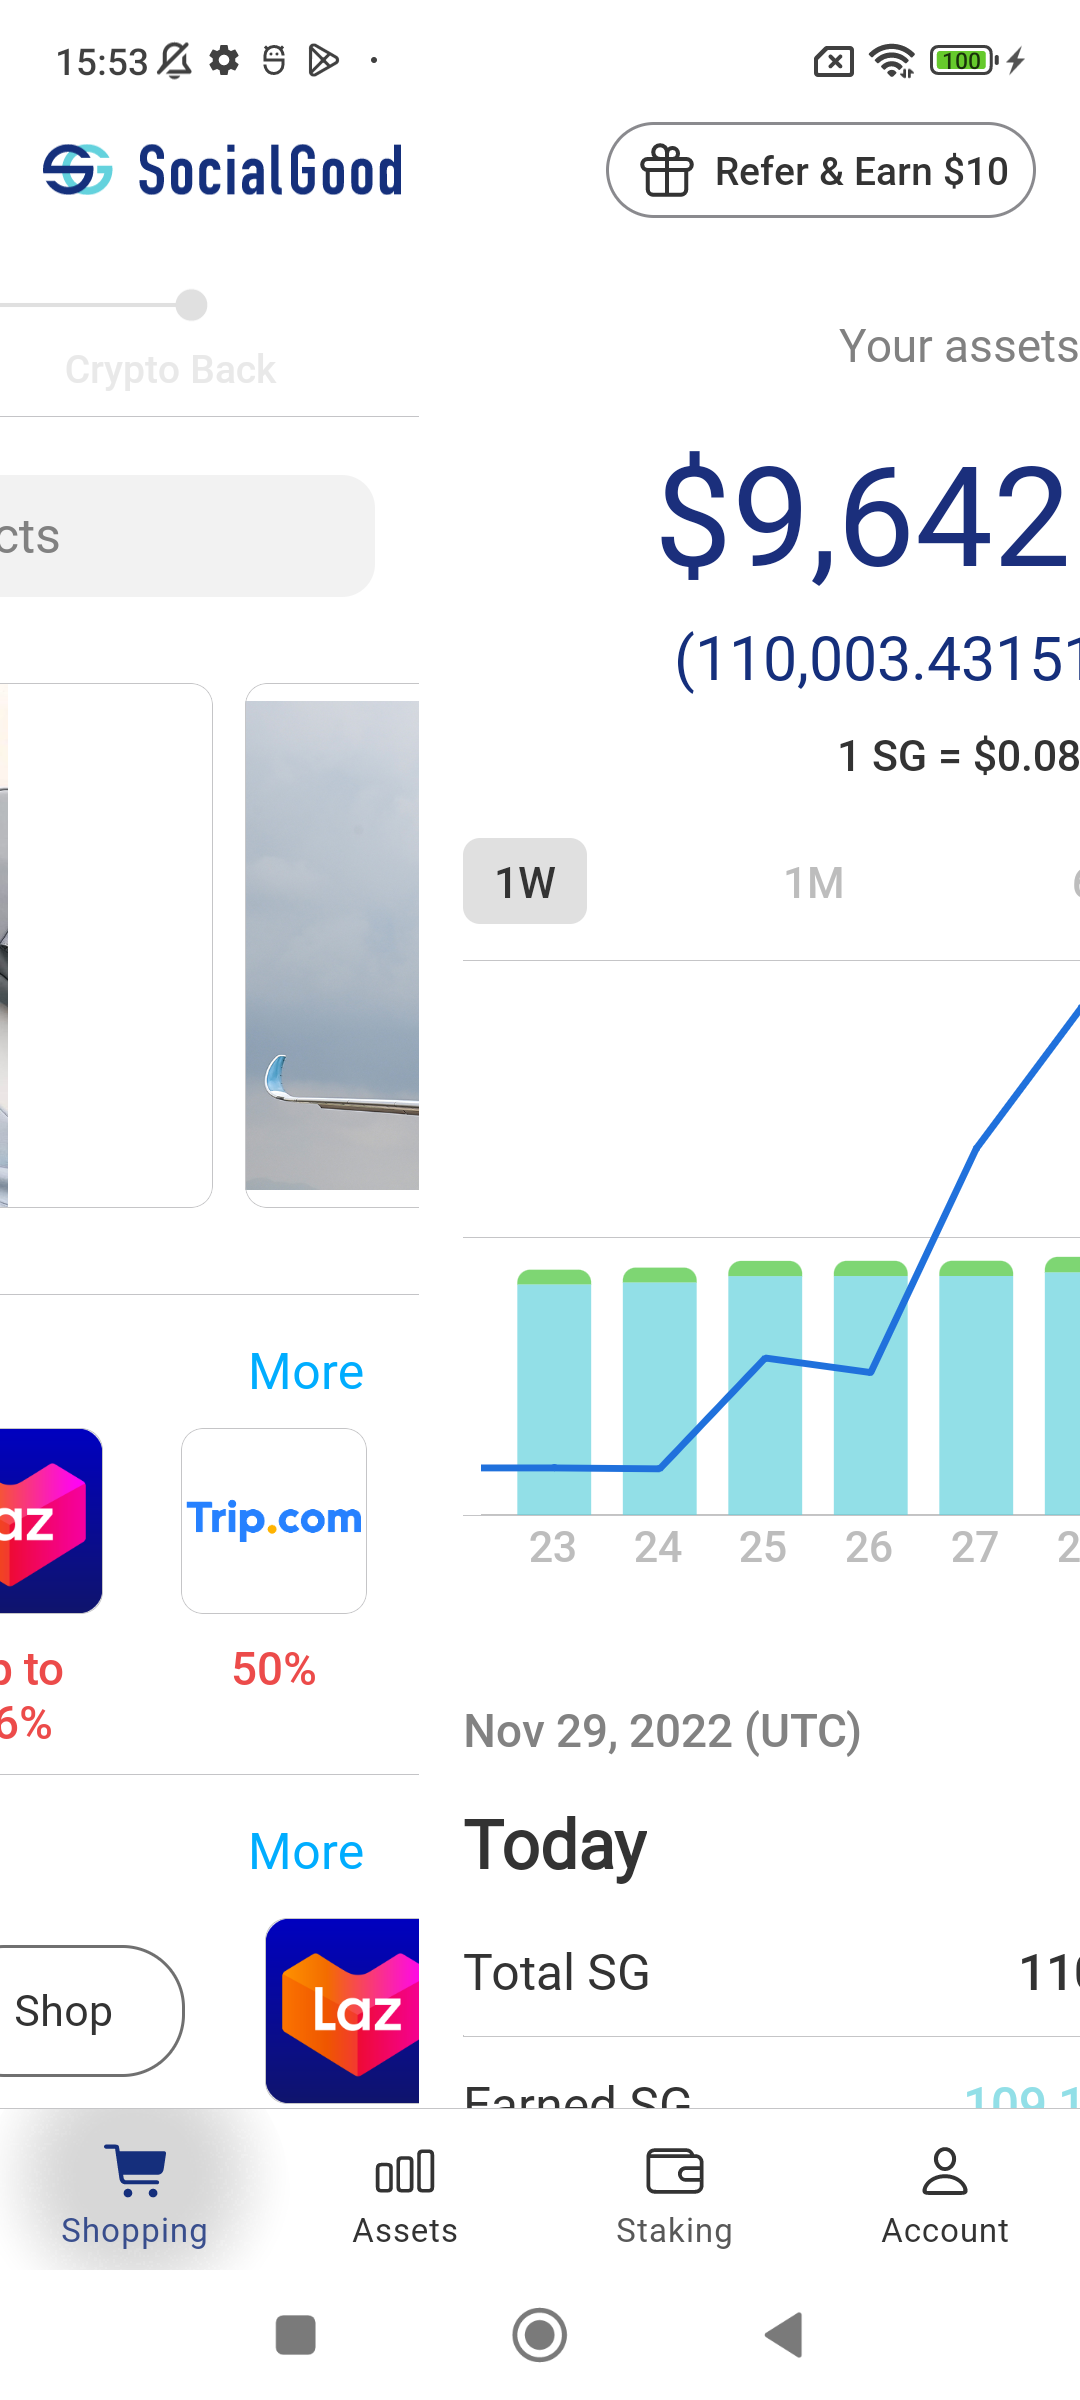 15:53
100
SocialGood
Refer & Earn $10
Crypto Back
cts
More
az
Trip.com
p to
6%
50%
More
Shop
Laz
Your assets
$9,642
(110,003.43151
1 SG = $0.08
1W
1M
23 24 25 26 27 2
Nov 29, 2022 (UTC)
Today
Total SG
110
Earned SG
109,1
Shopping
Assets
Staking
Account